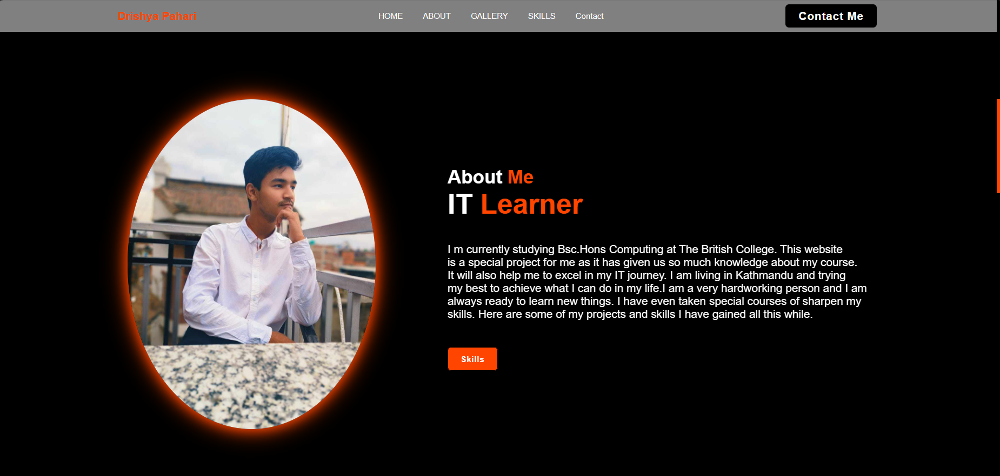 Drishya Pahari
HOME
ABOUT
GALLERY
SKILLS
Contact
Contact Me
About Me
IT Learner
I m currently studying Bsc.Hons Computing at The British College. This website
is a special project for me as it has given us so much knowledge about my course.
It will also help me to excel in my IT journey. I am living in Kathmandu and trying
my best to achieve what I can do in my life.I am a very hardworking person and I am
always ready to learn new things. I have even taken special courses of sharpen my
skills. Here are some of my projects and skills I have gained all this while.
Skills